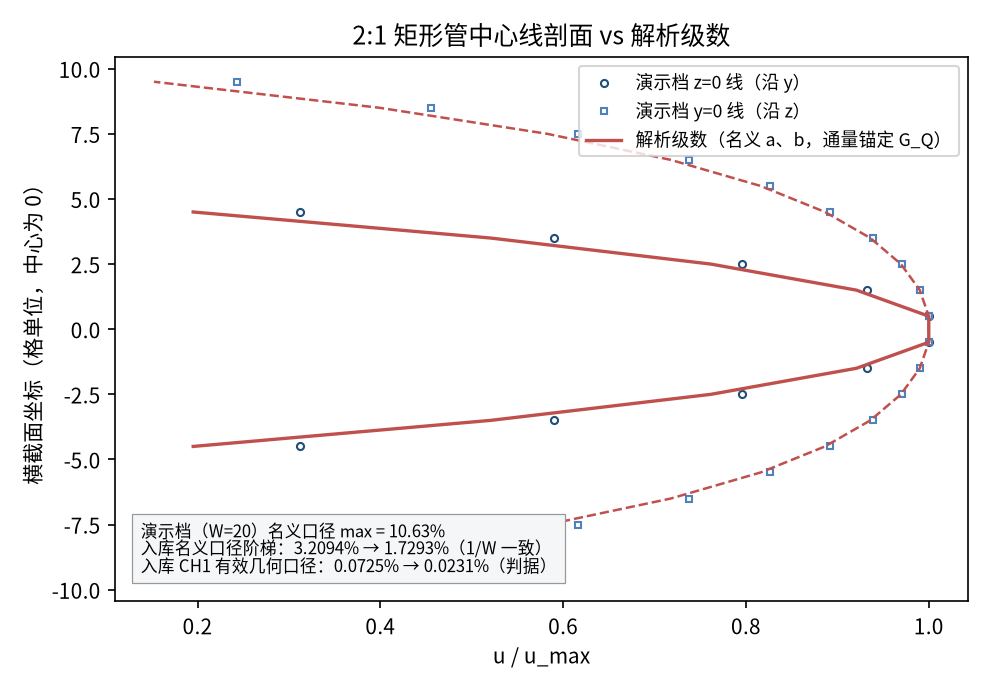 2:1 矩形管中心线剖面 vs 解析级数
演示档 z=0 线（沿 y）
演示档 y=0 线（沿 z）
解析级数（名义 a、b，通量锚定 G_Q）
横截面坐标（格单位，中心为 0）
10.0
7.5
5.0
2.5
0.0
-2.5
-5.0
-7.5
-10.0
演示档（W=20）名义口径 max = 10.63%
入库名义口径阶梯：3.2094% → 1.7293%（1/W 一致）
入库 CH1 有效几何口径：0.0725% → 0.0231%（判据）
0.2
0.4
0.6
0.8
1.0
u / u_max